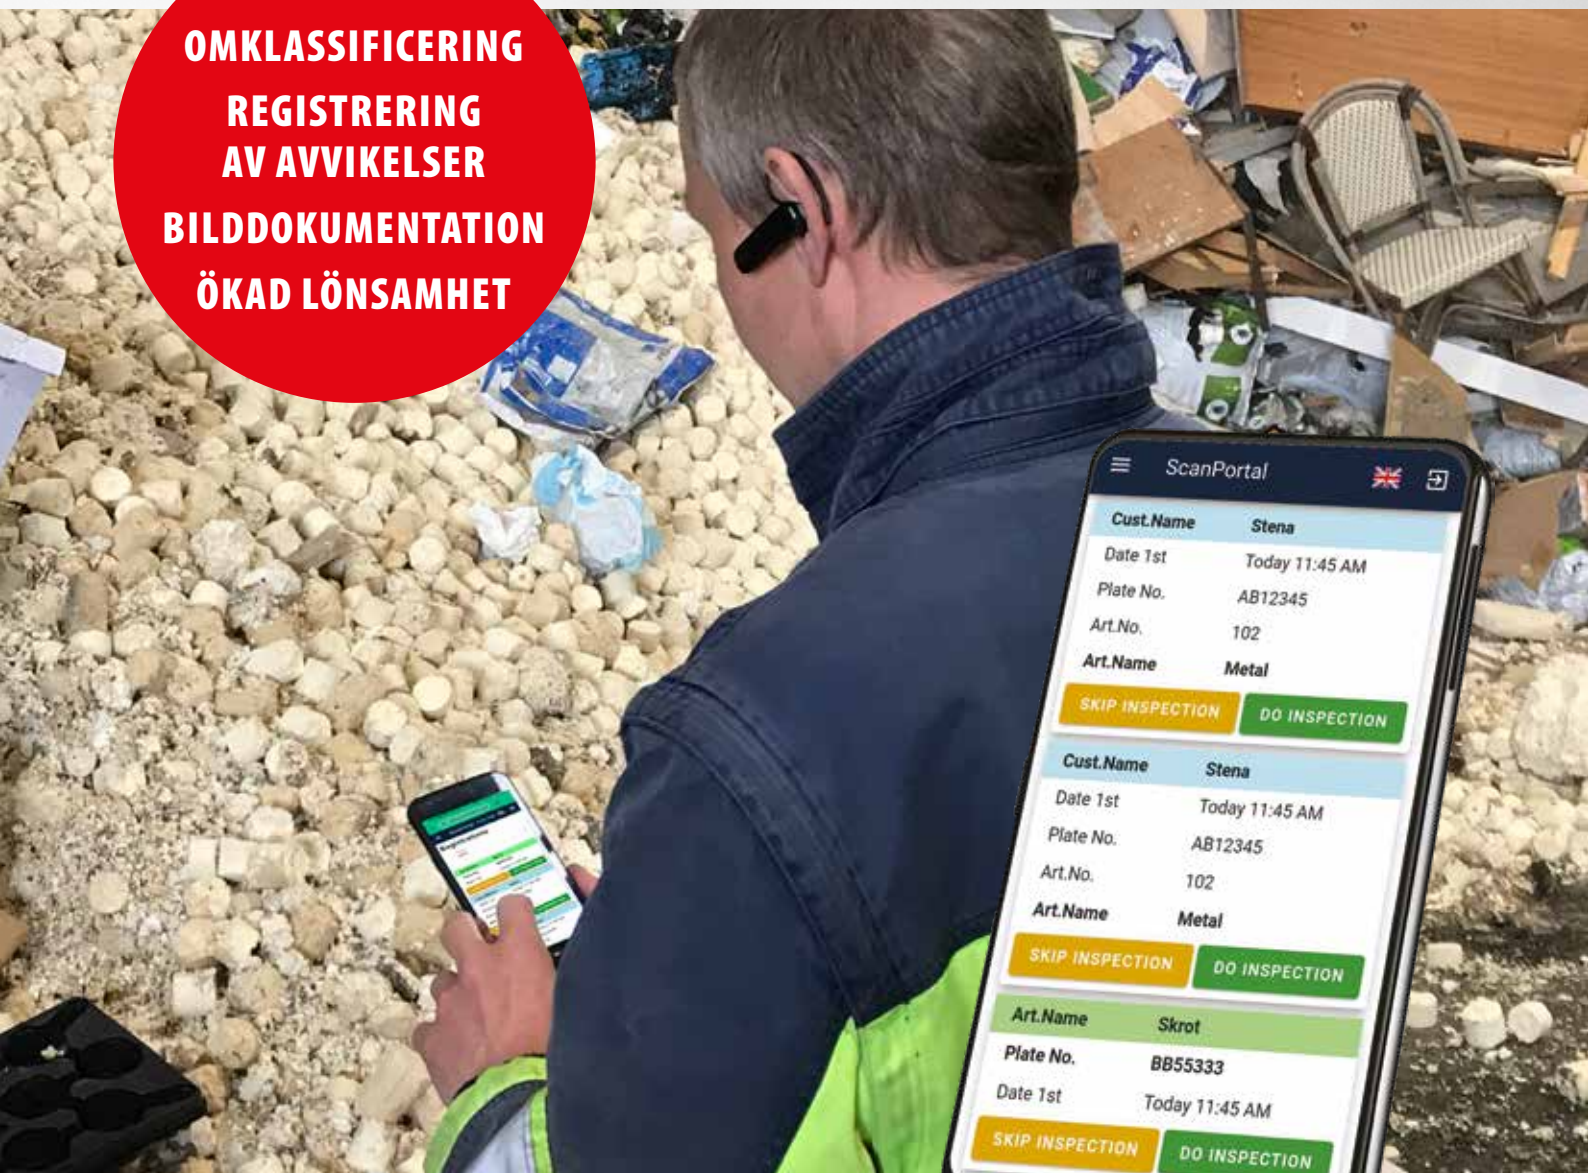 OMKLASSIFICERING
REGISTRERING
AV AVVIKELSER
BILDDOKUMENTATION
ÖKAD LÖNSAMHET
ScanPortal
Cust.Name Stena
Date 1st Today 11:45 AM
Plate No. AB12345
Art.No. 102
Art.Name Metal
SKIP INSPECTION DO INSPECTION
Cust.Name Stena
Date 1st Today 11:45 AM
Plate No. AB12345
Art.No. 102
Art.Name Metal
SKIP INSPECTION DO INSPECTION
Art.Name Skrot
Plate No. BB55333
Date 1st Today 11:45 AM
SKIP INSPECTION DO INSPECTION